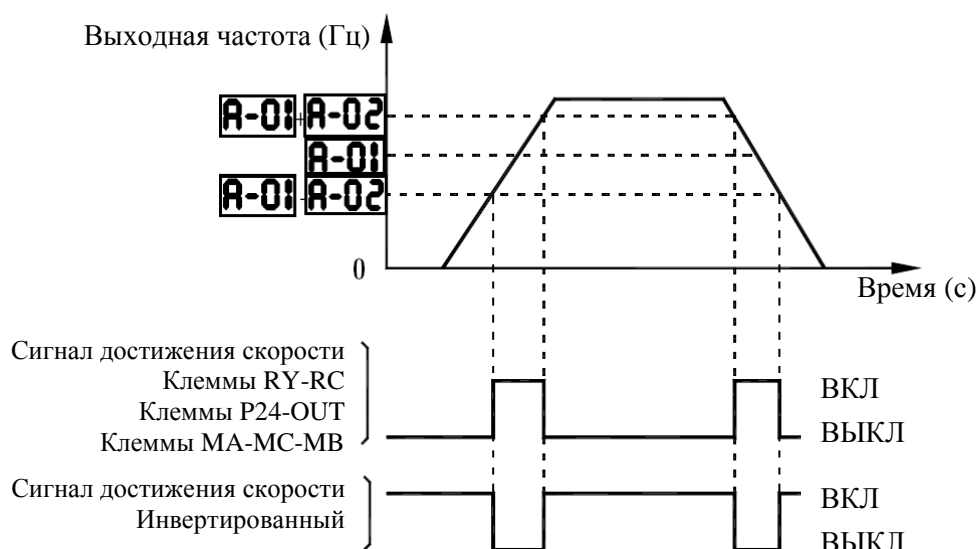 Выходная частота (Гц)
A-01+A-02
A-01
A-01-A-02
0
Время (с)
Сигнал достижения скорости
Клеммы RY-RC
Клеммы P24-OUT
Клеммы MA-MC-MB
ВКЛ
ВЫКЛ
Сигнал достижения скорости
Инвертированный
ВКЛ
ВЫКЛ